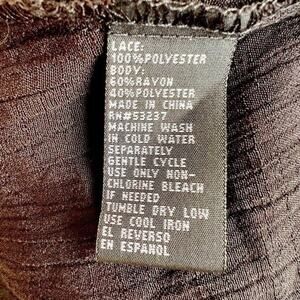 LACE:
100%POLYESTER
BODY:
60%RAYON
40%POLYESTER
MADE IN CHINA
RN#53237
MACHINE WASH
IN COLD WATER
SEPARATELY
GENTLE CYCLE
USE ONLY NON-
CHLORINE BLEACH
IF NEEDED
TUMBLE DRY LOW
USE COOL IRON
EL REVERSO
EN ESPANOL